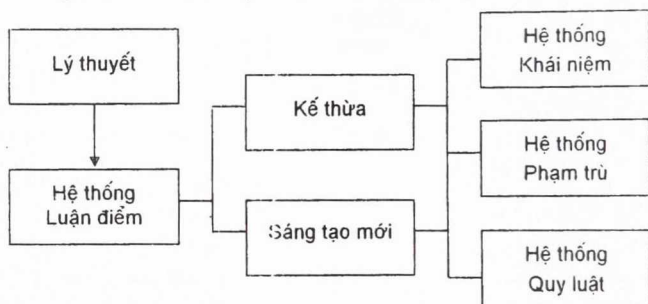 Lý thuyết
Hệ thống
Luận điểm
Kế thừa
Sáng tạo mới
Hệ thống
Khái niệm
Hệ thống
Phạm trù
Hệ thống
Quy luật